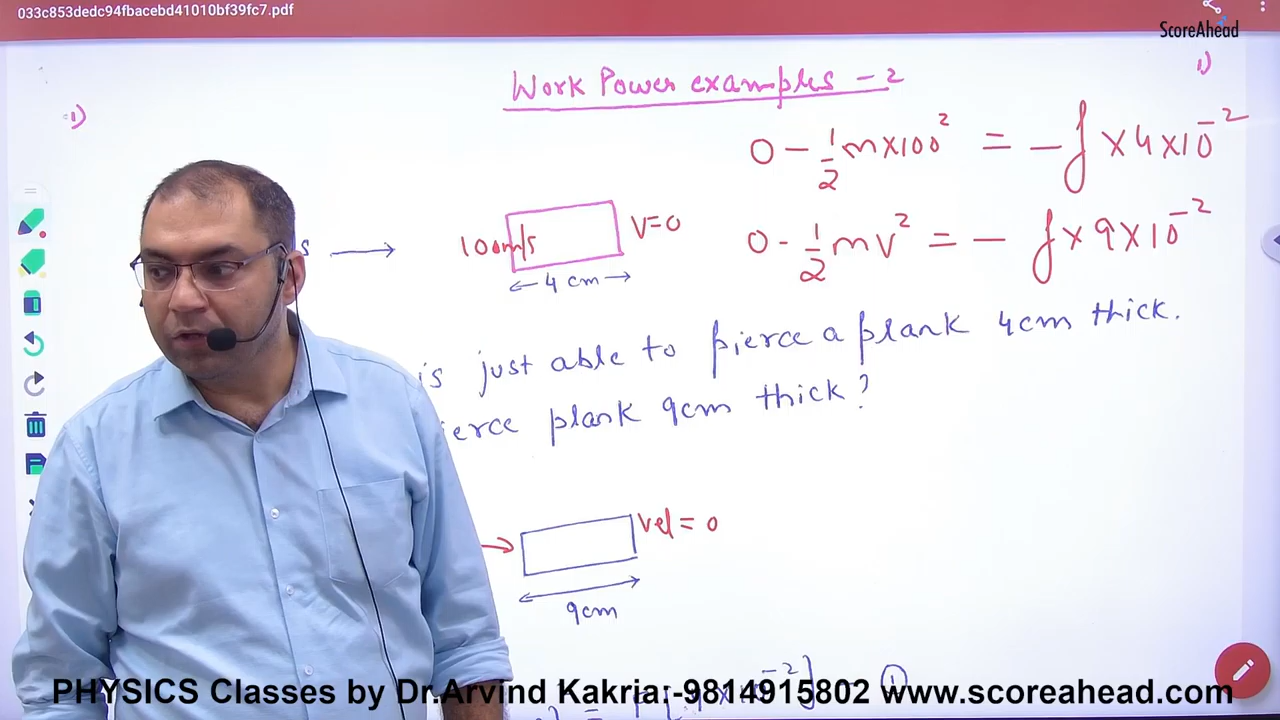 033c853dedc94fbacebd41010bf39fc7.pdf
ScoreAhead
Work Power examples - 2
1)
1)
0 - 1/2 m x 100² = - f x 4 x 10⁻²
s → 100m/s V=0
← 4 cm →
0 - 1/2 mv² = - f x 9 x 10⁻²
is just able to pierce a plank 4cm thick.
ierce plank 9cm thick?
vel = 0
9cm
PHYSICS Classes by Dr.Arvind Kakria:-9814915802 www.scoreahead.com